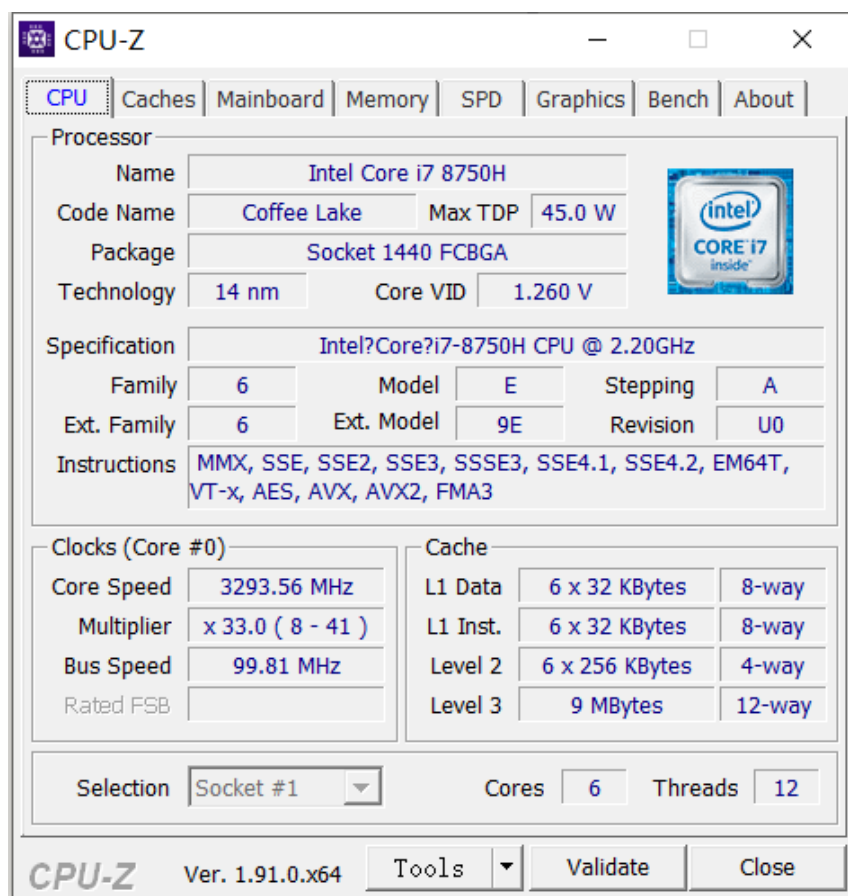 CPU-Z
CPU Caches Mainboard Memory SPD Graphics Bench About
Processor
Name Intel Core i7 8750H
Code Name Coffee Lake Max TDP 45.0 W
Package Socket 1440 FCBGA
Technology 14 nm Core VID 1.260 V
intel
CORE i7
inside
Specification Intel?Core?i7-8750H CPU @ 2.20GHz
Family 6 Model E Stepping A
Ext. Family 6 Ext. Model 9E Revision U0
Instructions MMX, SSE, SSE2, SSE3, SSSE3, SSE4.1, SSE4.2, EM64T,
VT-x, AES, AVX, AVX2, FMA3
Clocks (Core #0)
Core Speed 3293.56 MHz
Multiplier x 33.0 ( 8 - 41 )
Bus Speed 99.81 MHz
Rated FSB
Cache
L1 Data 6 x 32 KBytes 8-way
L1 Inst. 6 x 32 KBytes 8-way
Level 2 6 x 256 KBytes 4-way
Level 3 9 MBytes 12-way
Selection Socket #1 Cores 6 Threads 12
CPU-Z Ver. 1.91.0.x64 Tools Validate Close